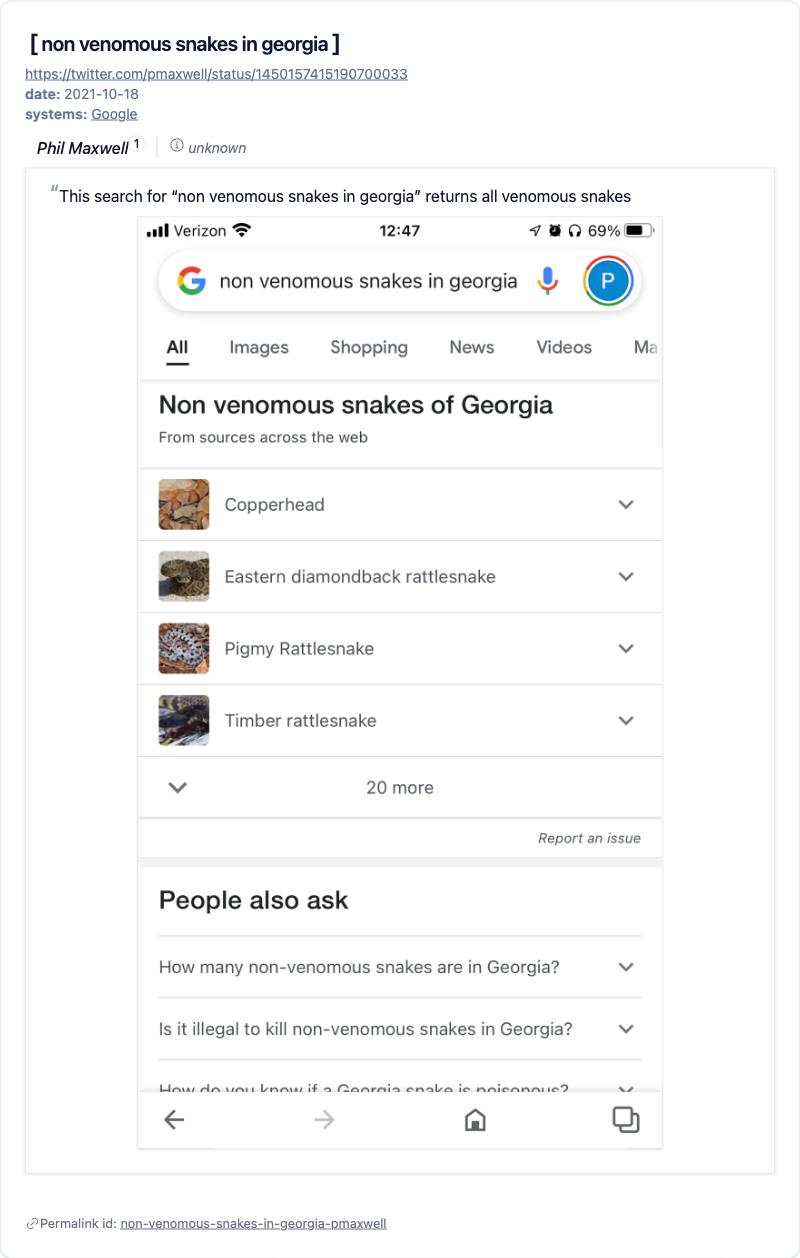 [ non venomous snakes in georgia ]
https://twitter.com/pmaxwell/status/1450157415190700033
date: 2021-10-18
systems: Google
Phil Maxwell 1 unknown
“This search for “non venomous snakes in georgia” returns all venomous snakes
Verizon 12:47 69%
non venomous snakes in georgia P
All Images Shopping News Videos Ma
Non venomous snakes of Georgia
From sources across the web
Copperhead
Eastern diamondback rattlesnake
Pigmy Rattlesnake
Timber rattlesnake
20 more
Report an issue
People also ask
How many non-venomous snakes are in Georgia?
Is it illegal to kill non-venomous snakes in Georgia?
How do you know if a Georgia snake is poisonous?
Permalink id: non-venomous-snakes-in-georgia-pmaxwell